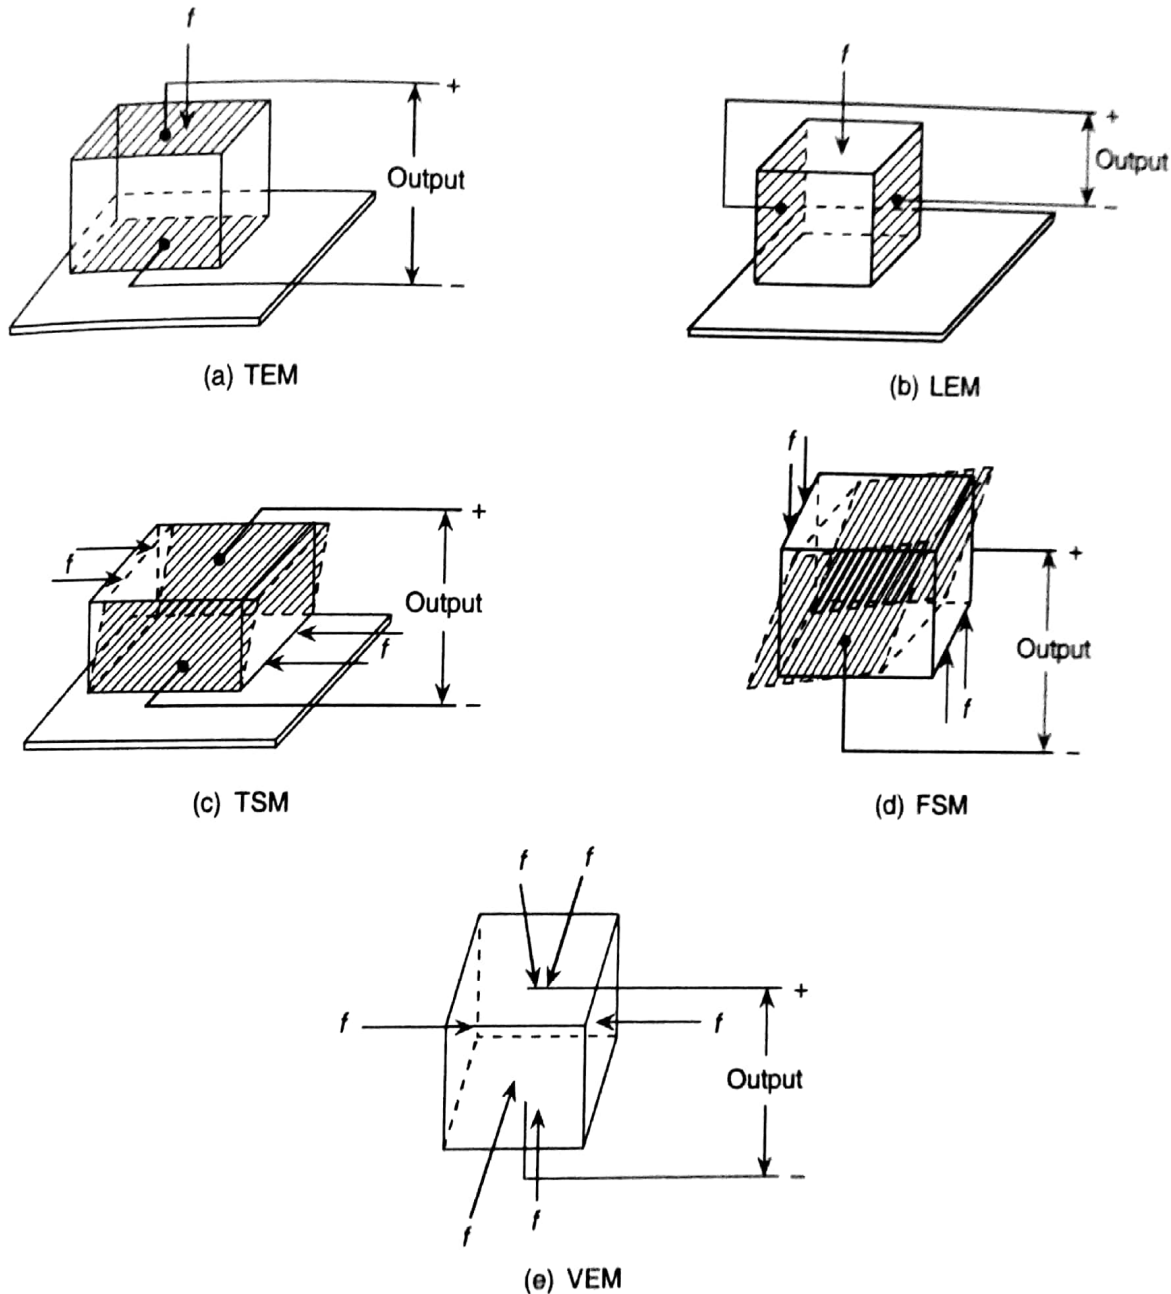 f
+
Output
−
(a) TEM
f
+
Output
−
(b) LEM
f
+
Output
f
−
(c) TSM
f
+
Output
f
−
(d) FSM
f f
+
f f
Output
−
f f
(e) VEM